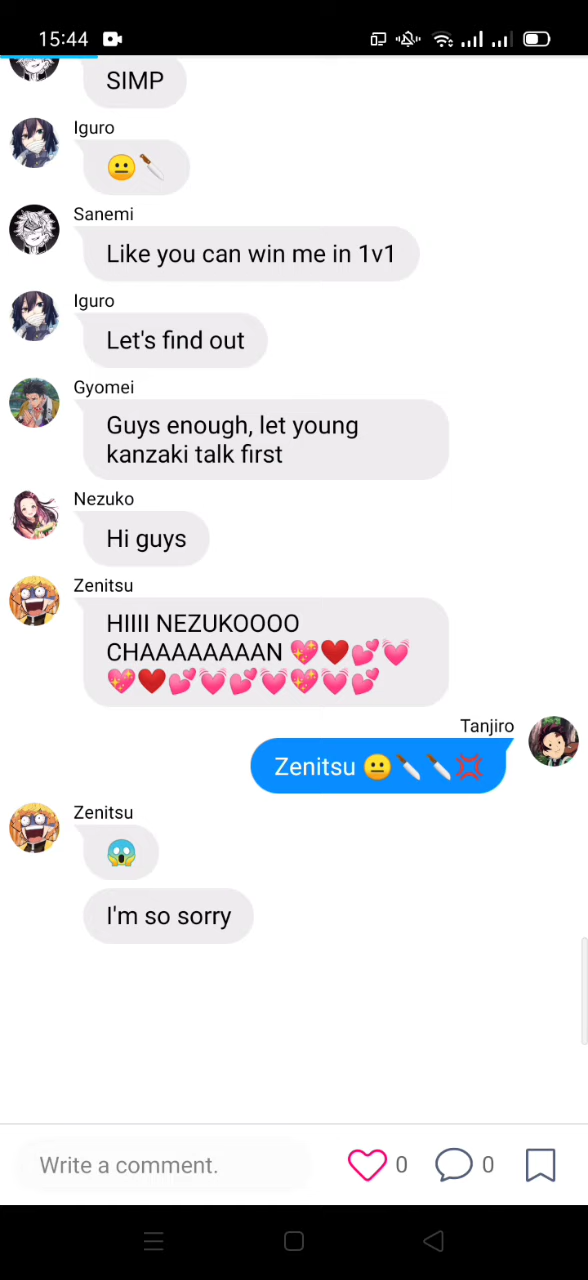 15:44
SIMP
Iguro
😐🔪
Sanemi
Like you can win me in 1v1
Iguro
Let's find out
Gyomei
Guys enough, let young
kanzaki talk first
Nezuko
Hi guys
Zenitsu
HIIII NEZUKOOOO
CHAAAAAAAAN 💖❤️💕💓
💖❤️💕💓💕💓💖💓💕
Tanjiro
Zenitsu 😐🔪🔪💢
Zenitsu
😱
I'm so sorry
Write a comment.
0
0